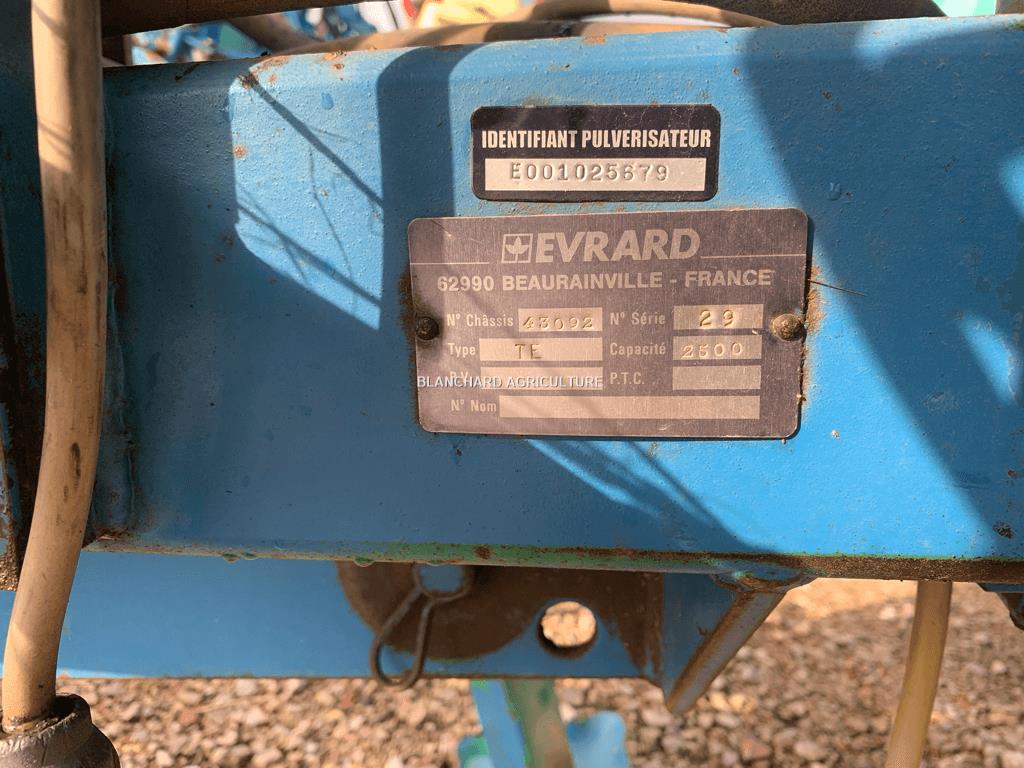 IDENTIFIANT PULVERISATEUR
E001025679
EVRARD
62990 BEAURAINVILLE - FRANCE
N° Châssis 43092 N° Série 29
Type TE Capacité 2500
P.V. P.T.C.
BLANCHARD AGRICULTURE
N° Nom